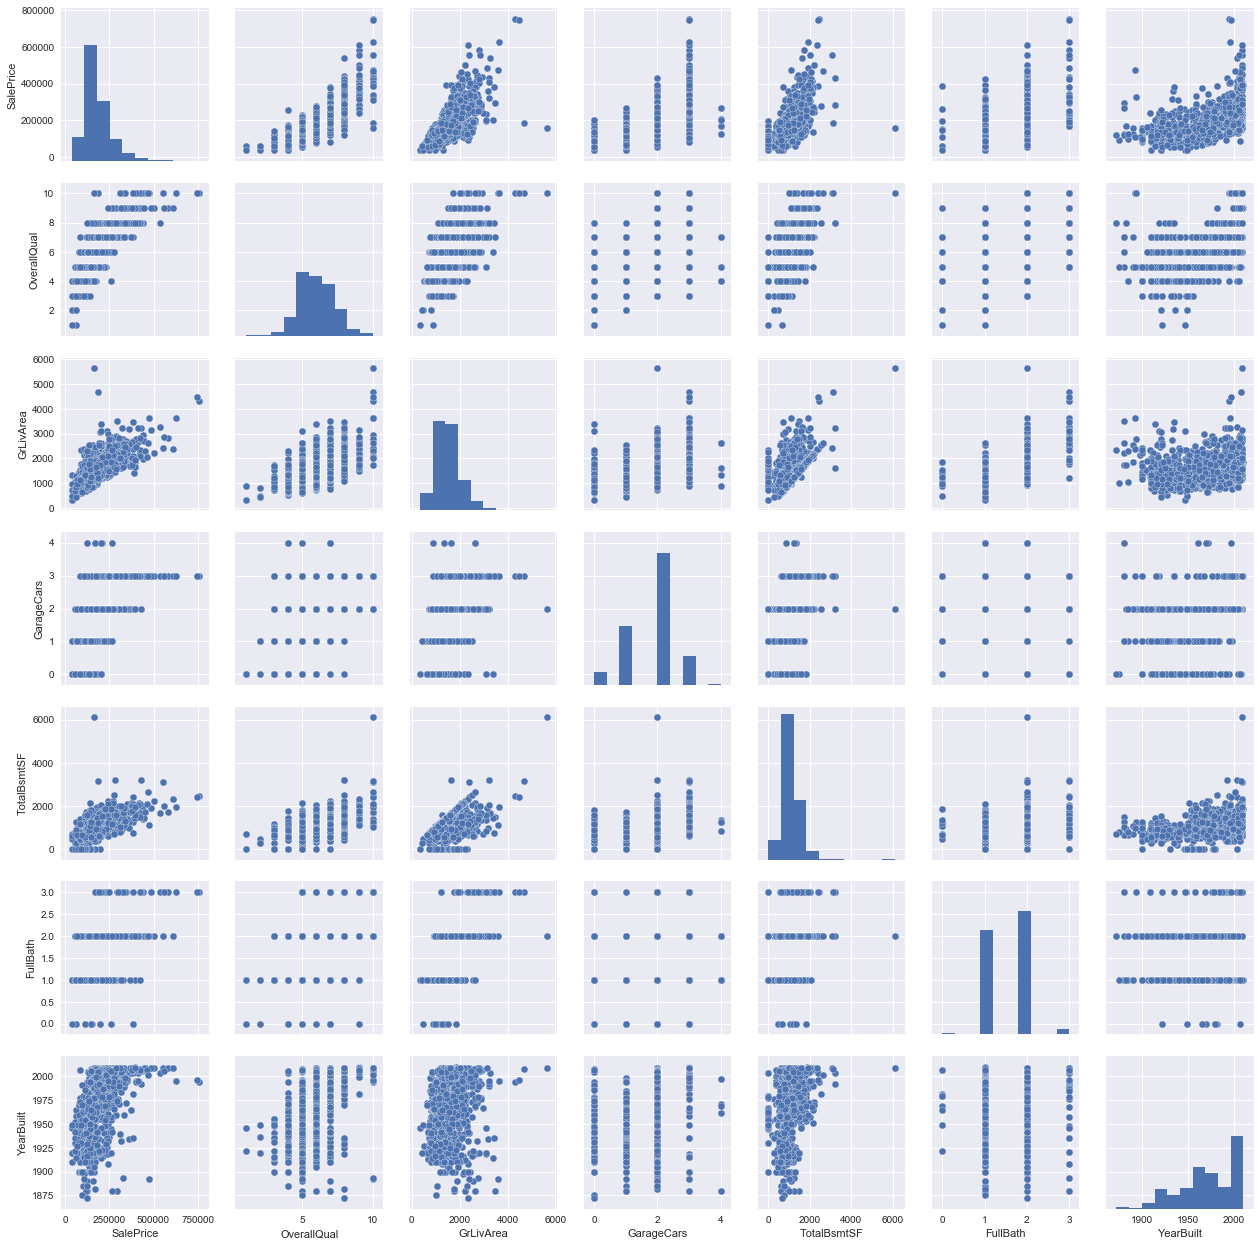 800000
600000
400000
200000
0
SalePrice
10
8
6
4
2
OverallQual
6000
5000
4000
3000
2000
1000
0
GrLivArea
4
3
2
1
0
GarageCars
6000
4000
2000
0
TotalBsmtSF
3.0
2.5
2.0
1.5
1.0
0.5
0.0
FullBath
2000
1975
1950
1925
1900
1875
YearBuilt
0 250000 500000 750000
SalePrice
5 10
OverallQual
0 2000 4000 6000
GrLivArea
0 2 4
GarageCars
0 2000 4000 6000
TotalBsmtSF
0 1 2 3
FullBath
1900 1950 2000
YearBuilt